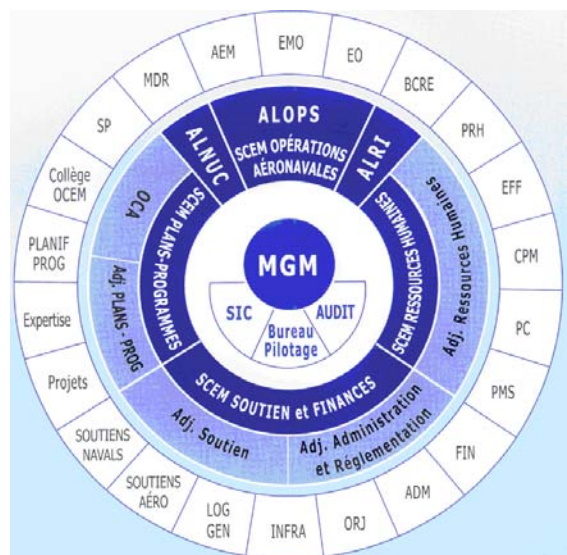 EMO
EO
BCRE
PRH
EFF
CPM
PC
PMS
FIN
ADM
ORJ
INFRA
LOG
GEN
SOUTIENS
AÉRO
SOUTIENS
NAVALS
Projets
Expertise
PLANIF
PROG
Collège
OCEM
SP
MDR
AEM
ALNUC
ALOPS
ALRI
SCEM OPÉRATIONS
AÉRONAVALES
OCA
SCEM PLANS-PROGRAMMES
Adj. PLANS - PROG
SCEM RESSOURCES HUMAINES
Adj. Ressources Humaines
MGM
SIC
Bureau
Pilotage
AUDIT
SCEM SOUTIEN et FINANCES
Adj. Soutien
Adj. Administration
et Réglementation